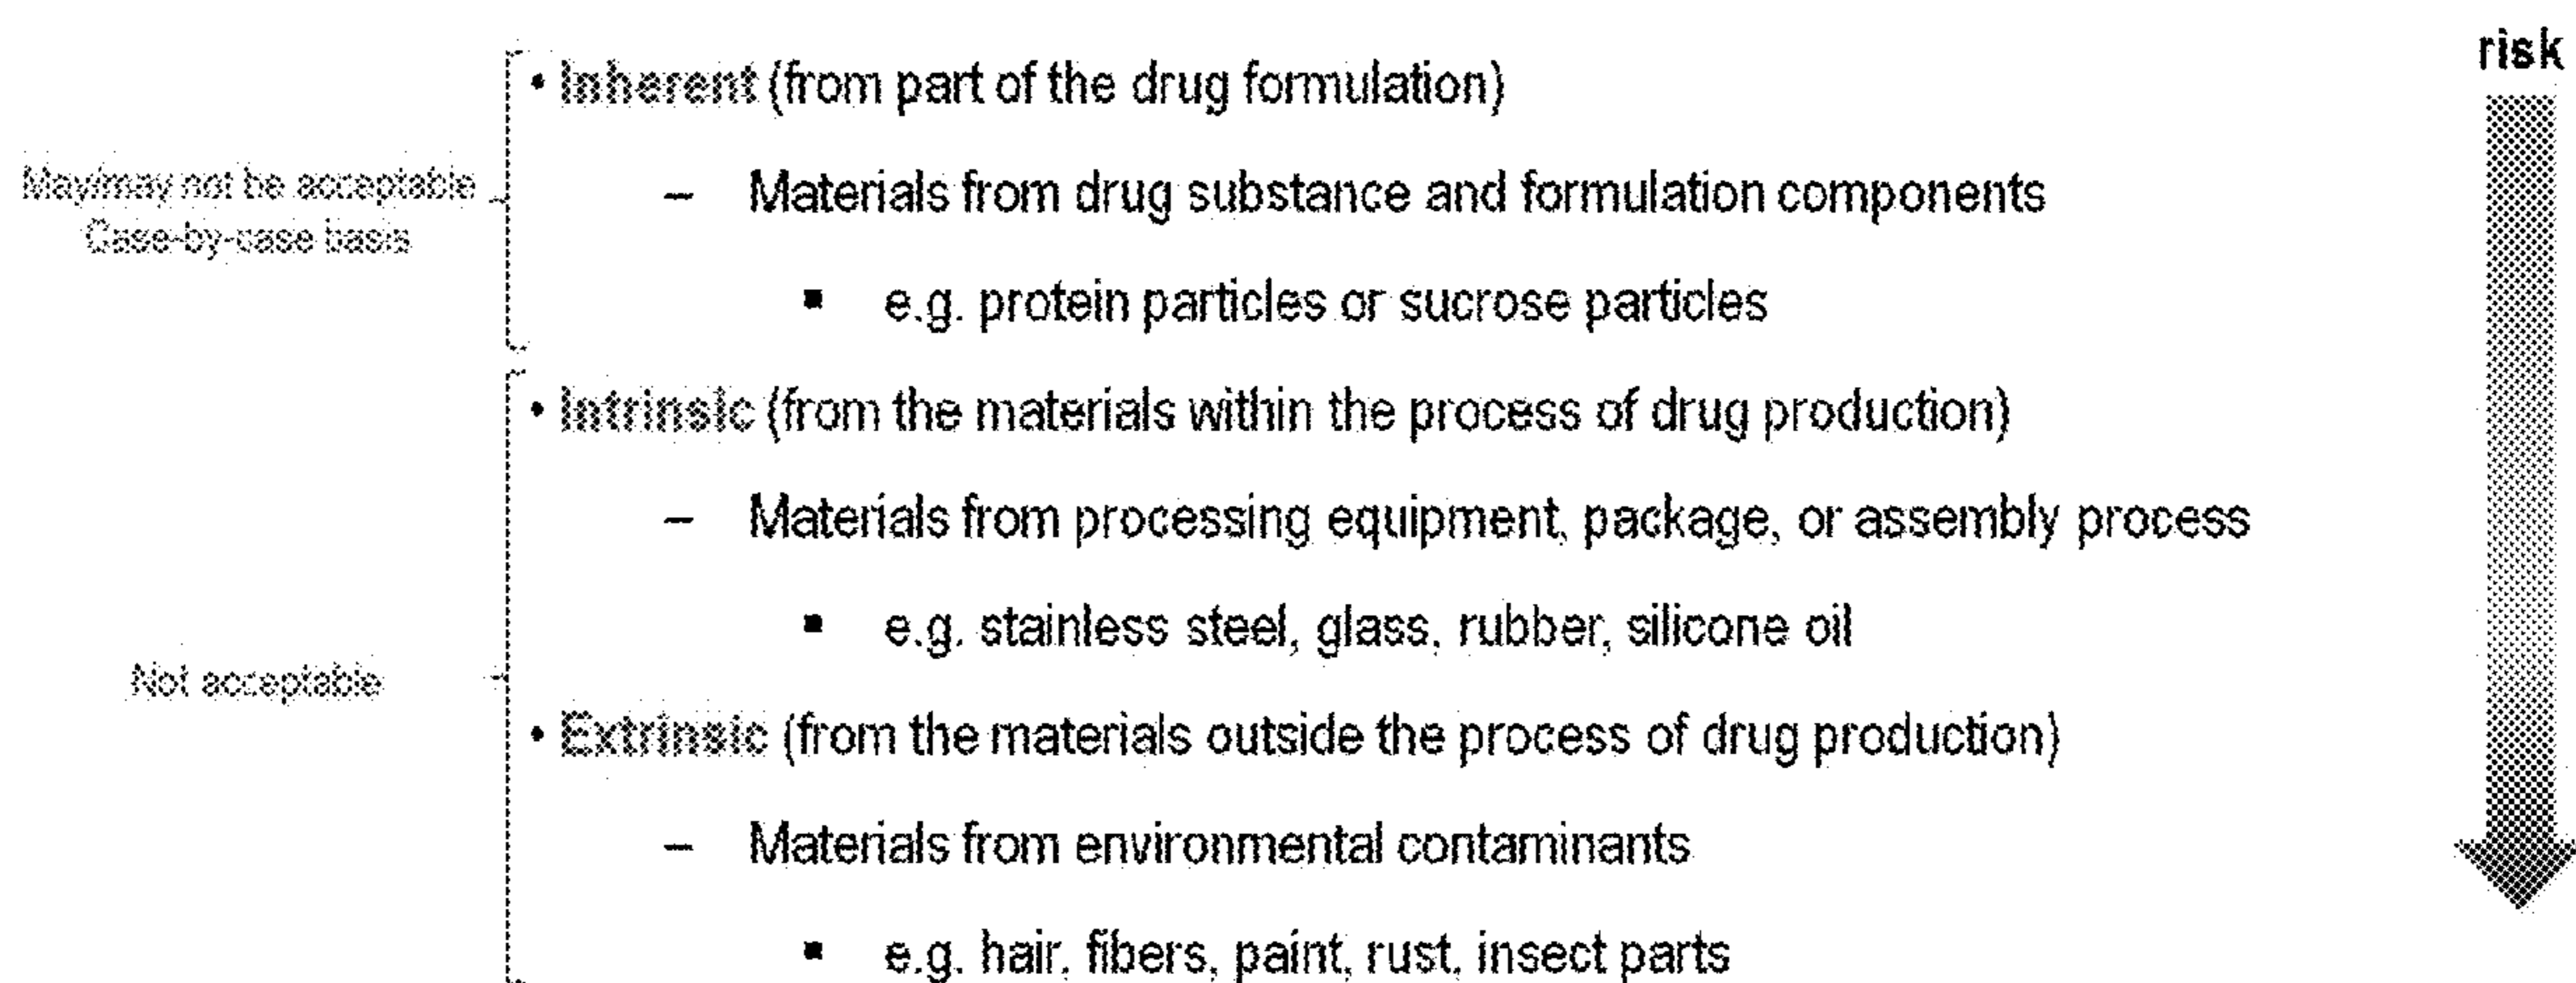 risk
• Inherent (from part of the drug formulation)
May/may not be acceptable
Case-by-case basis
– Materials from drug substance and formulation components
▪ e.g. protein particles or sucrose particles
• Intrinsic (from the materials within the process of drug production)
– Materials from processing equipment, package, or assembly process
▪ e.g. stainless steel, glass, rubber, silicone oil
Not acceptable
• Extrinsic (from the materials outside the process of drug production)
– Materials from environmental contaminants
▪ e.g. hair, fibers, paint, rust, insect parts